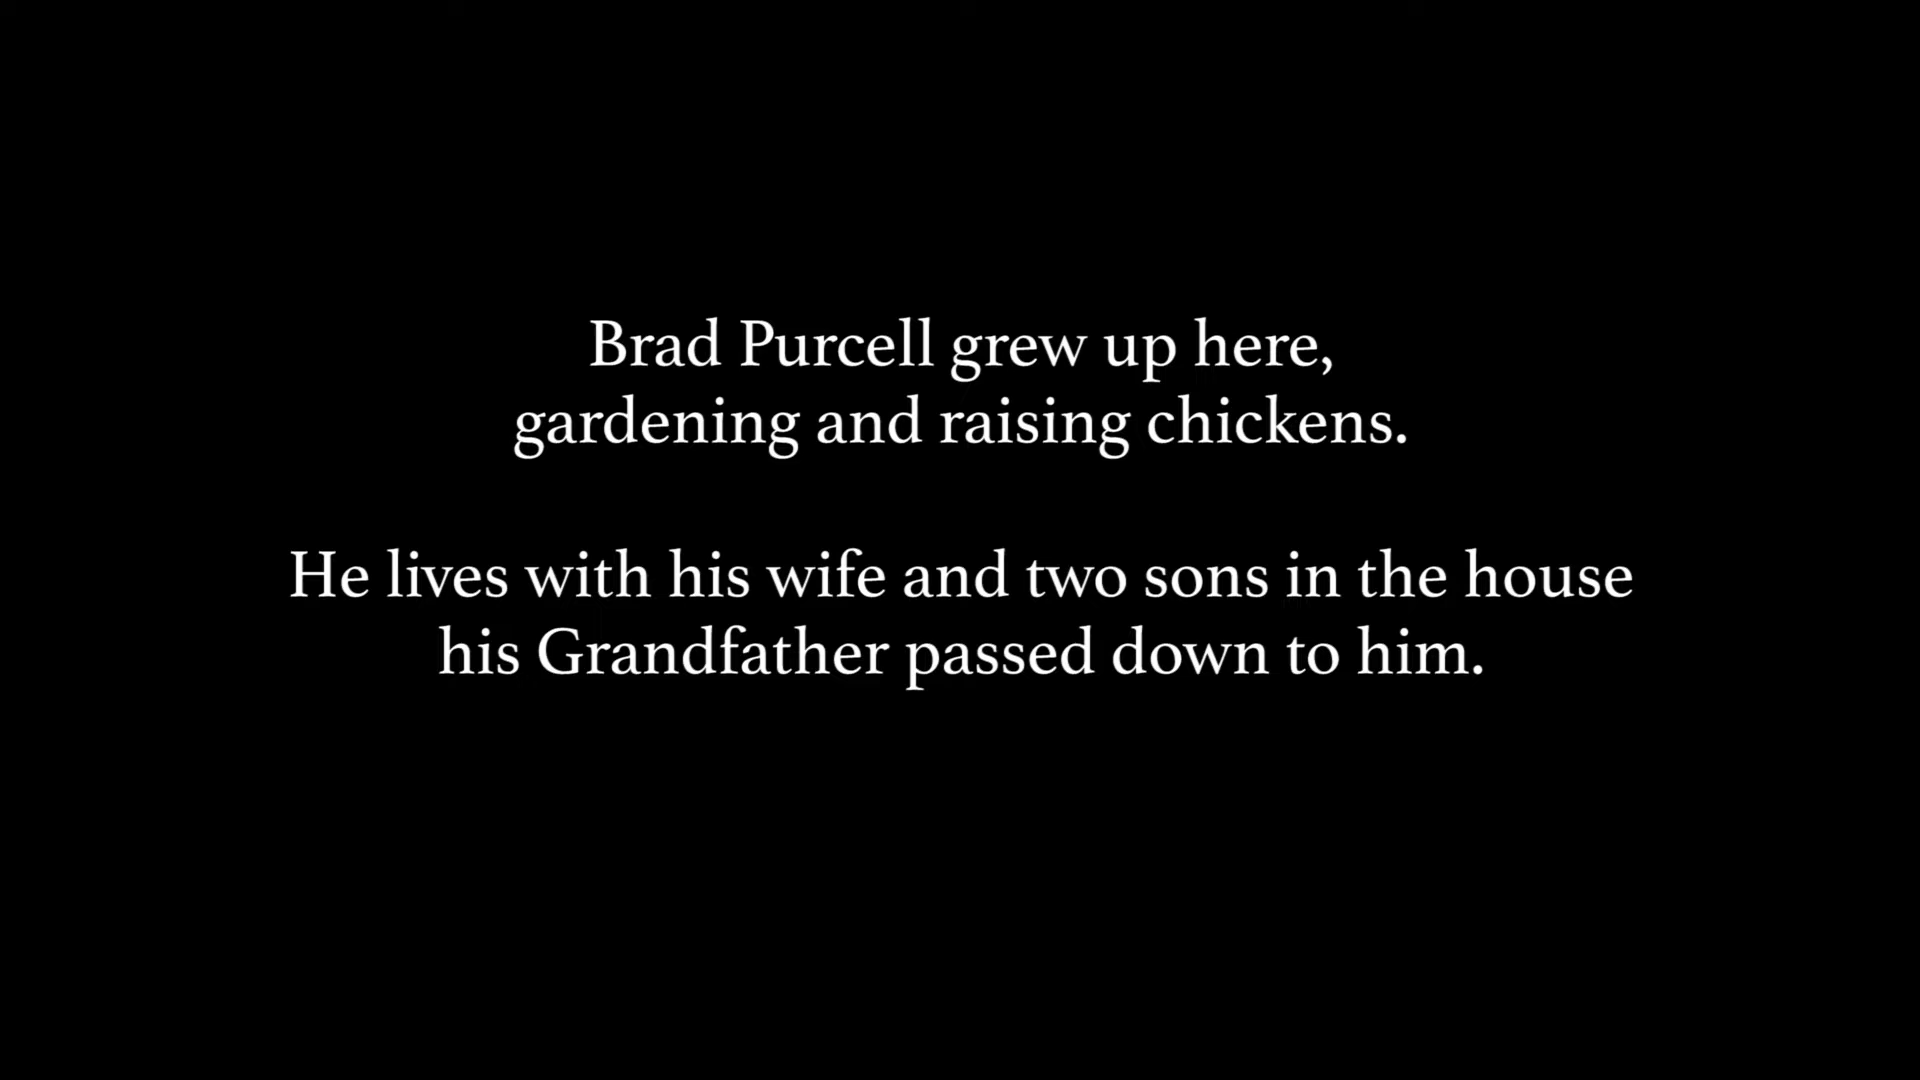 Brad Purcell grew up here,
gardening and raising chickens.
He lives with his wife and two sons in the house
his Grandfather passed down to him.